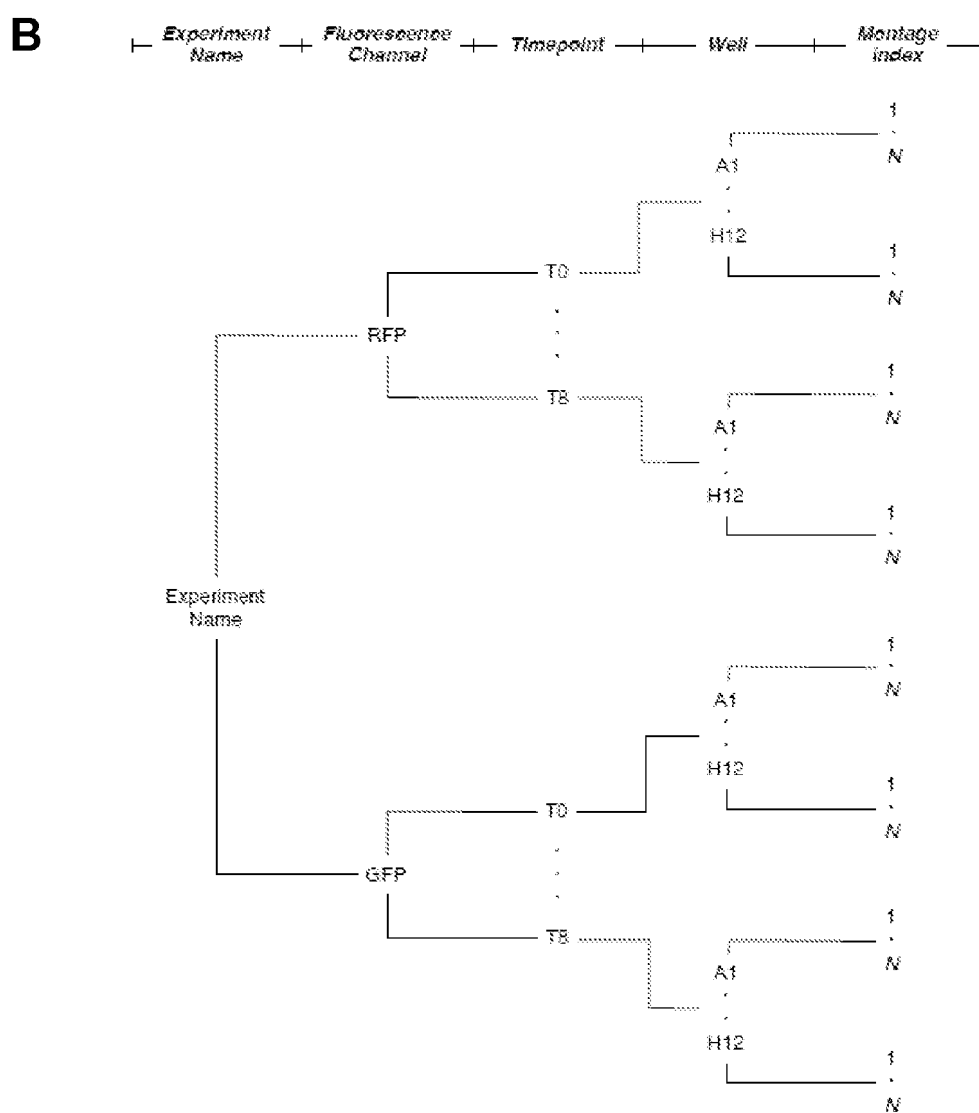 B
Experiment Name
Fluorescence Channel
Timepoint
Well
Montage Index
1
N
A1
H12
1
N
T0
RFP
T8
1
N
A1
H12
1
N
Experiment
Name
1
N
A1
H12
1
N
T0
GFP
T8
1
N
A1
H12
1
N